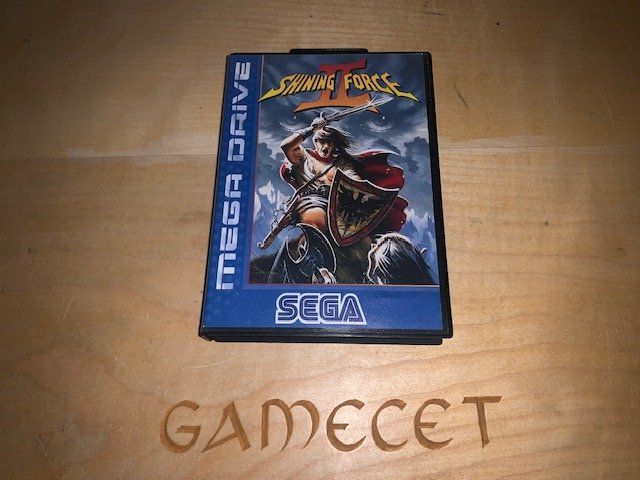 SHINING FORCE
II
MEGA DRIVE
SEGA
GAMECET